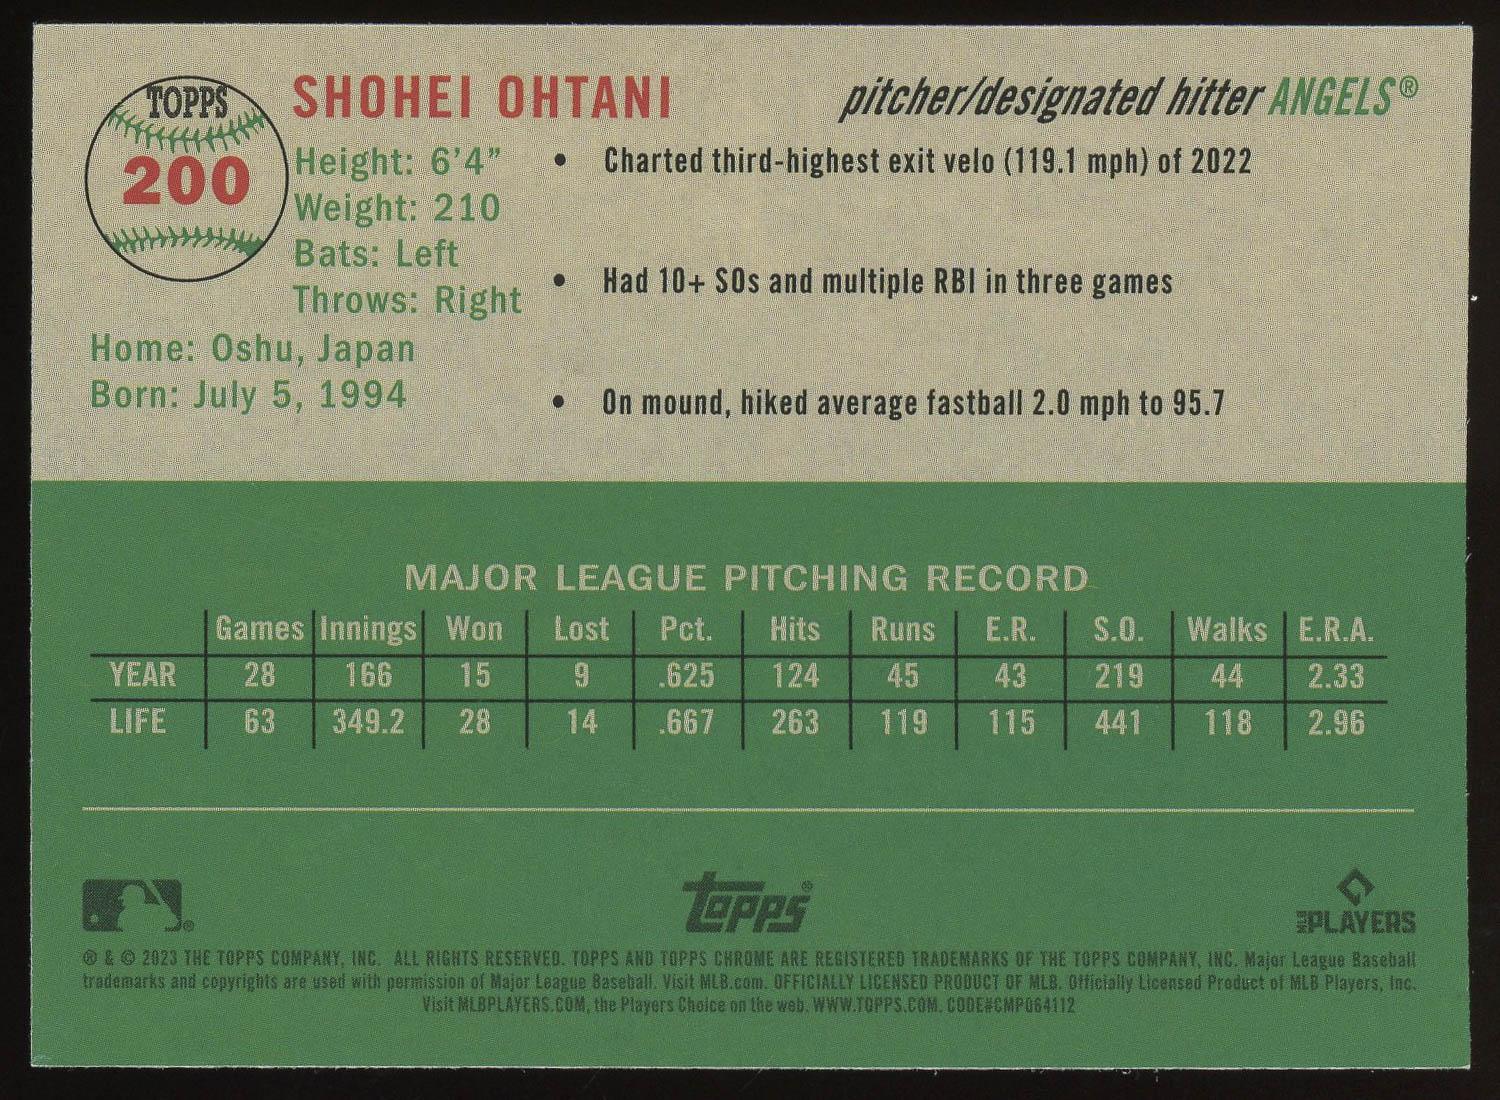 TOPPS
200
SHOHEI OHTANI
pitcher/designated hitter ANGELS®
Height: 6'4"
Weight: 210
Bats: Left
Throws: Right
Home: Oshu, Japan
Born: July 5, 1994
• Charted third-highest exit velo (119.1 mph) of 2022
• Had 10+ SOs and multiple RBI in three games
• On mound, hiked average fastball 2.0 mph to 95.7
MAJOR LEAGUE PITCHING RECORD
Games Innings Won Lost Pct. Hits Runs E.R. S.O. Walks E.R.A.
YEAR 28 166 15 9 .625 124 45 43 219 44 2.33
LIFE 63 349.2 28 14 .667 263 119 115 441 118 2.96
®
topps®
MLB PLAYERS
® & © 2023 THE TOPPS COMPANY, INC. ALL RIGHTS RESERVED. TOPPS AND TOPPS CHROME ARE REGISTERED TRADEMARKS OF THE TOPPS COMPANY, INC. Major League Baseball
trademarks and copyrights are used with permission of Major League Baseball. Visit MLB.com. OFFICIALLY LICENSED PRODUCT OF MLB. Officially Licensed Product of MLB Players, Inc.
Visit MLBPLAYERS.COM, the Players Choice on the web. WWW.TOPPS.COM. CODE#CMP064112